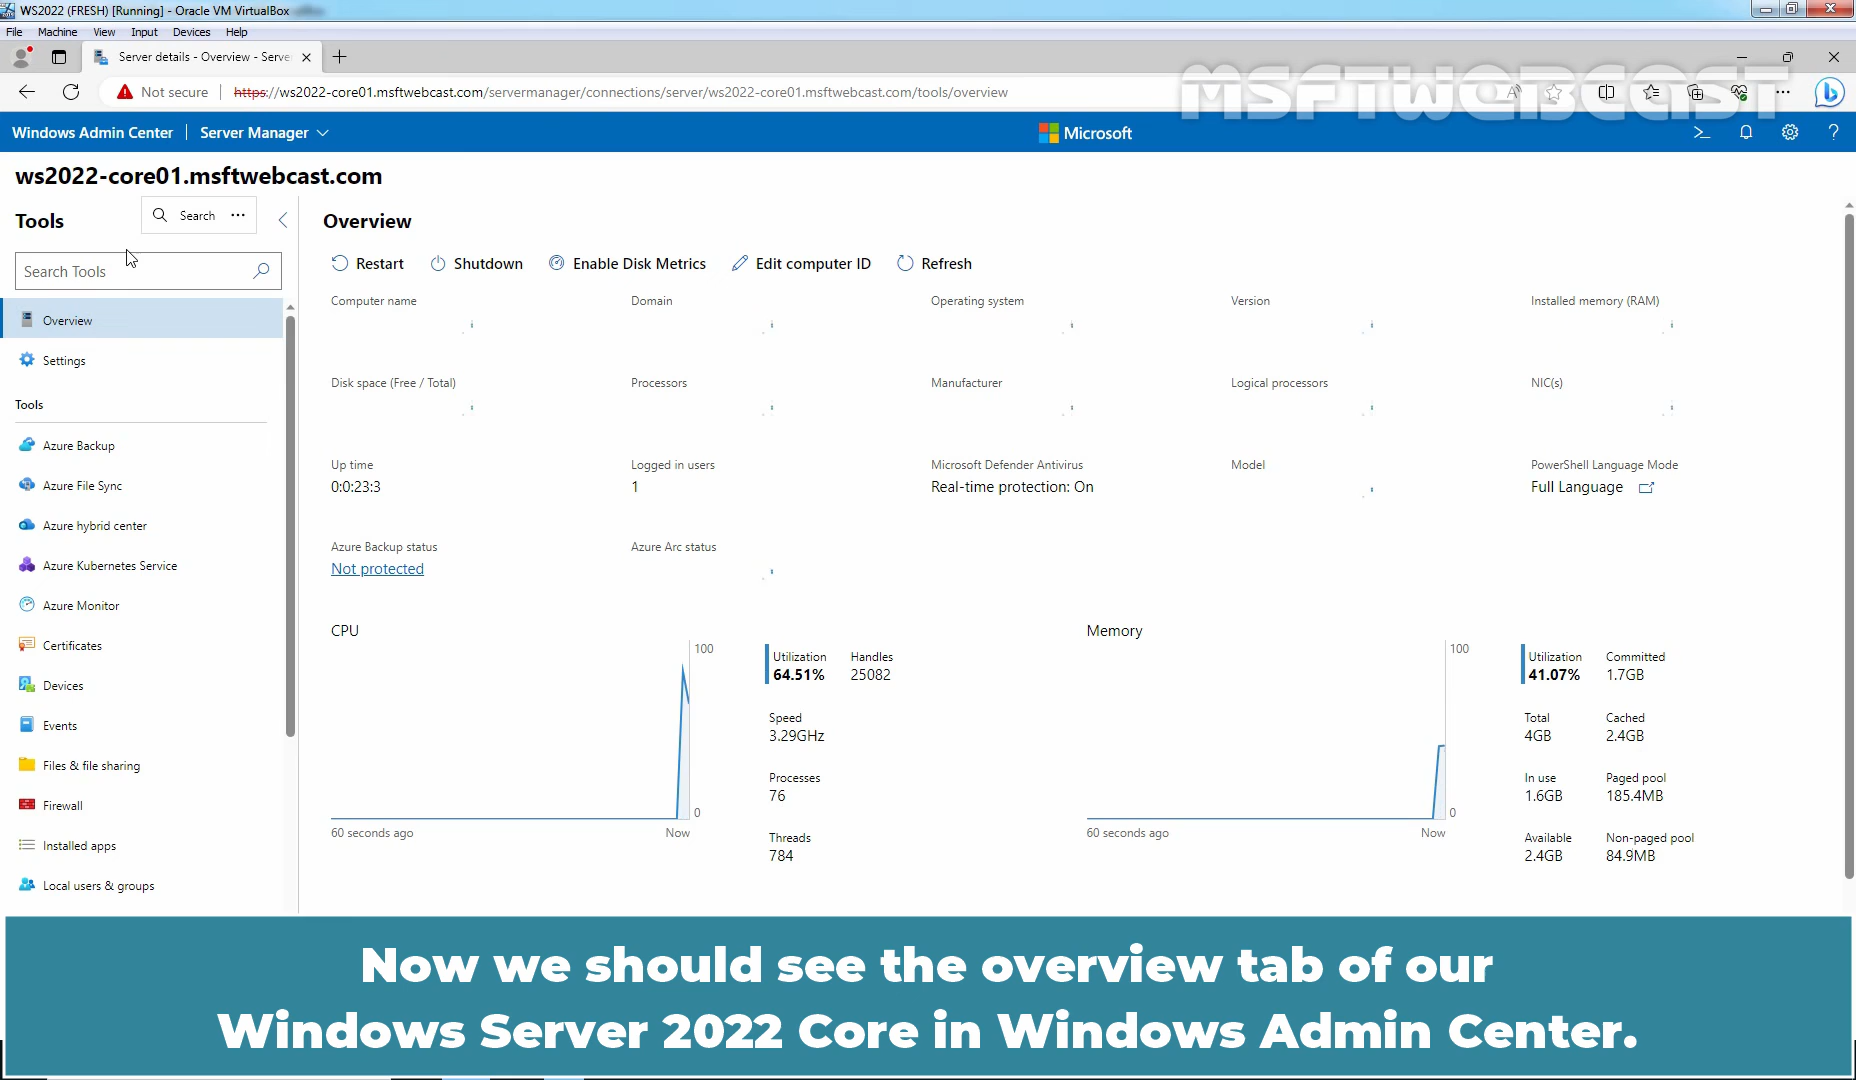 WS2022 (FRESH) [Running] - Oracle VM VirtualBox
File Machine View Input Devices Help
Server details - Overview - Serve
Not secure https://ws2022-core01.msftwebcast.com/servermanager/connections/server/ws2022-core01.msftwebcast.com/tools/overview
MSFTWEBCAST
Windows Admin Center Server Manager Microsoft
ws2022-core01.msftwebcast.com
Tools
Search
Search Tools
Overview
Settings
Tools
Azure Backup
Azure File Sync
Azure hybrid center
Azure Kubernetes Service
Azure Monitor
Certificates
Devices
Events
Files & file sharing
Firewall
Installed apps
Local users & groups
Overview
Restart Shutdown Enable Disk Metrics Edit computer ID Refresh
Computer name Domain Operating system Version Installed memory (RAM)
Disk space (Free / Total) Processors Manufacturer Logical processors NIC(s)
Up time Logged in users Microsoft Defender Antivirus Model PowerShell Language Mode
0:0:23:3 1 Real-time protection: On Full Language
Azure Backup status Azure Arc status
Not protected
CPU
100
0
60 seconds ago Now
Utilization Handles
64.51% 25082
Speed
3.29GHz
Processes
76
Threads
784
Memory
100
0
60 seconds ago Now
Utilization Committed
41.07% 1.7GB
Total Cached
4GB 2.4GB
In use Paged pool
1.6GB 185.4MB
Available Non-paged pool
2.4GB 84.9MB
Now we should see the overview tab of our
Windows Server 2022 Core in Windows Admin Center.